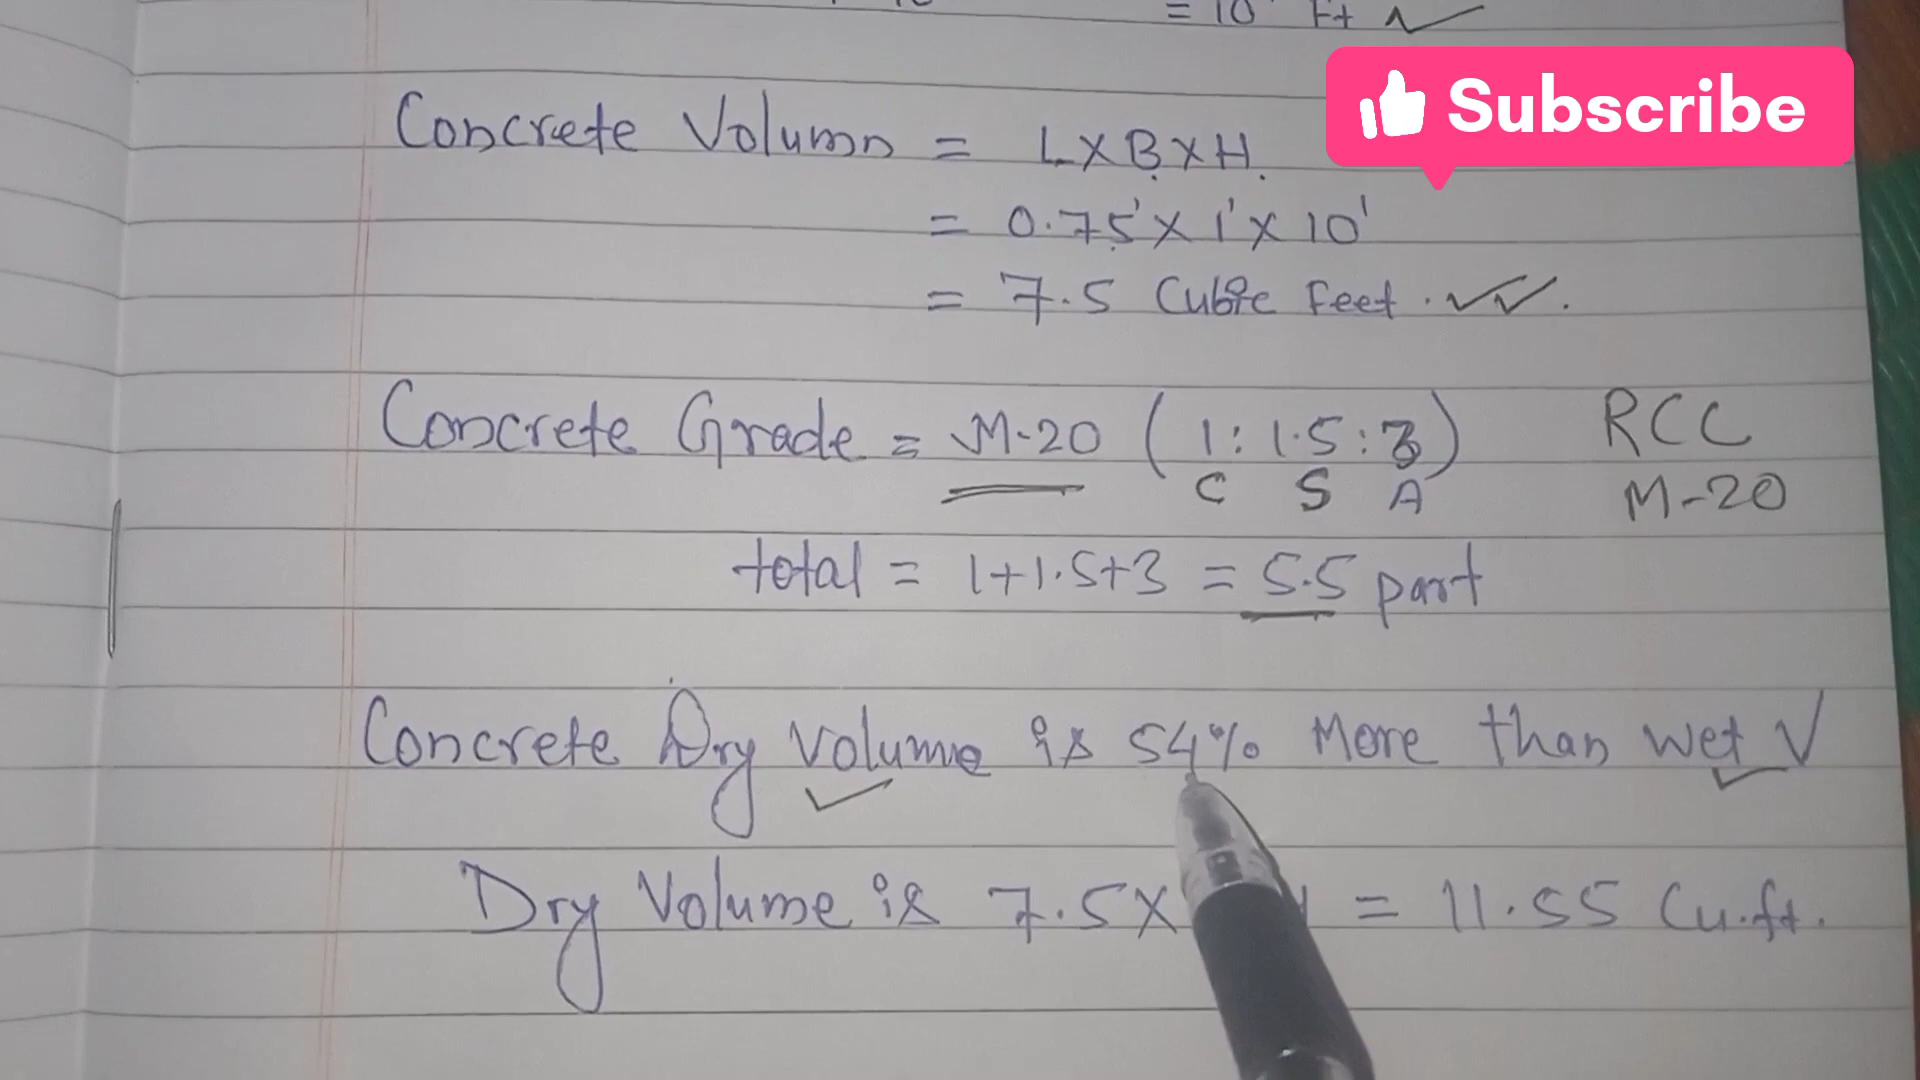 = 10 Ft ✓
Subscribe
Concrete Volumn = L×B×H.
= 0.75'×1'×10'
= 7.5 Cubic Feet.✓✓.
Concrete Grade = M-20 (1:1.5:3) RCC
C S A M-20
total = 1+1.5+3 = 5.5 part
Concrete Dry Volume is 54% More than wet ✓
Dry Volume is 7.5× = 11.55 Cu.ft.